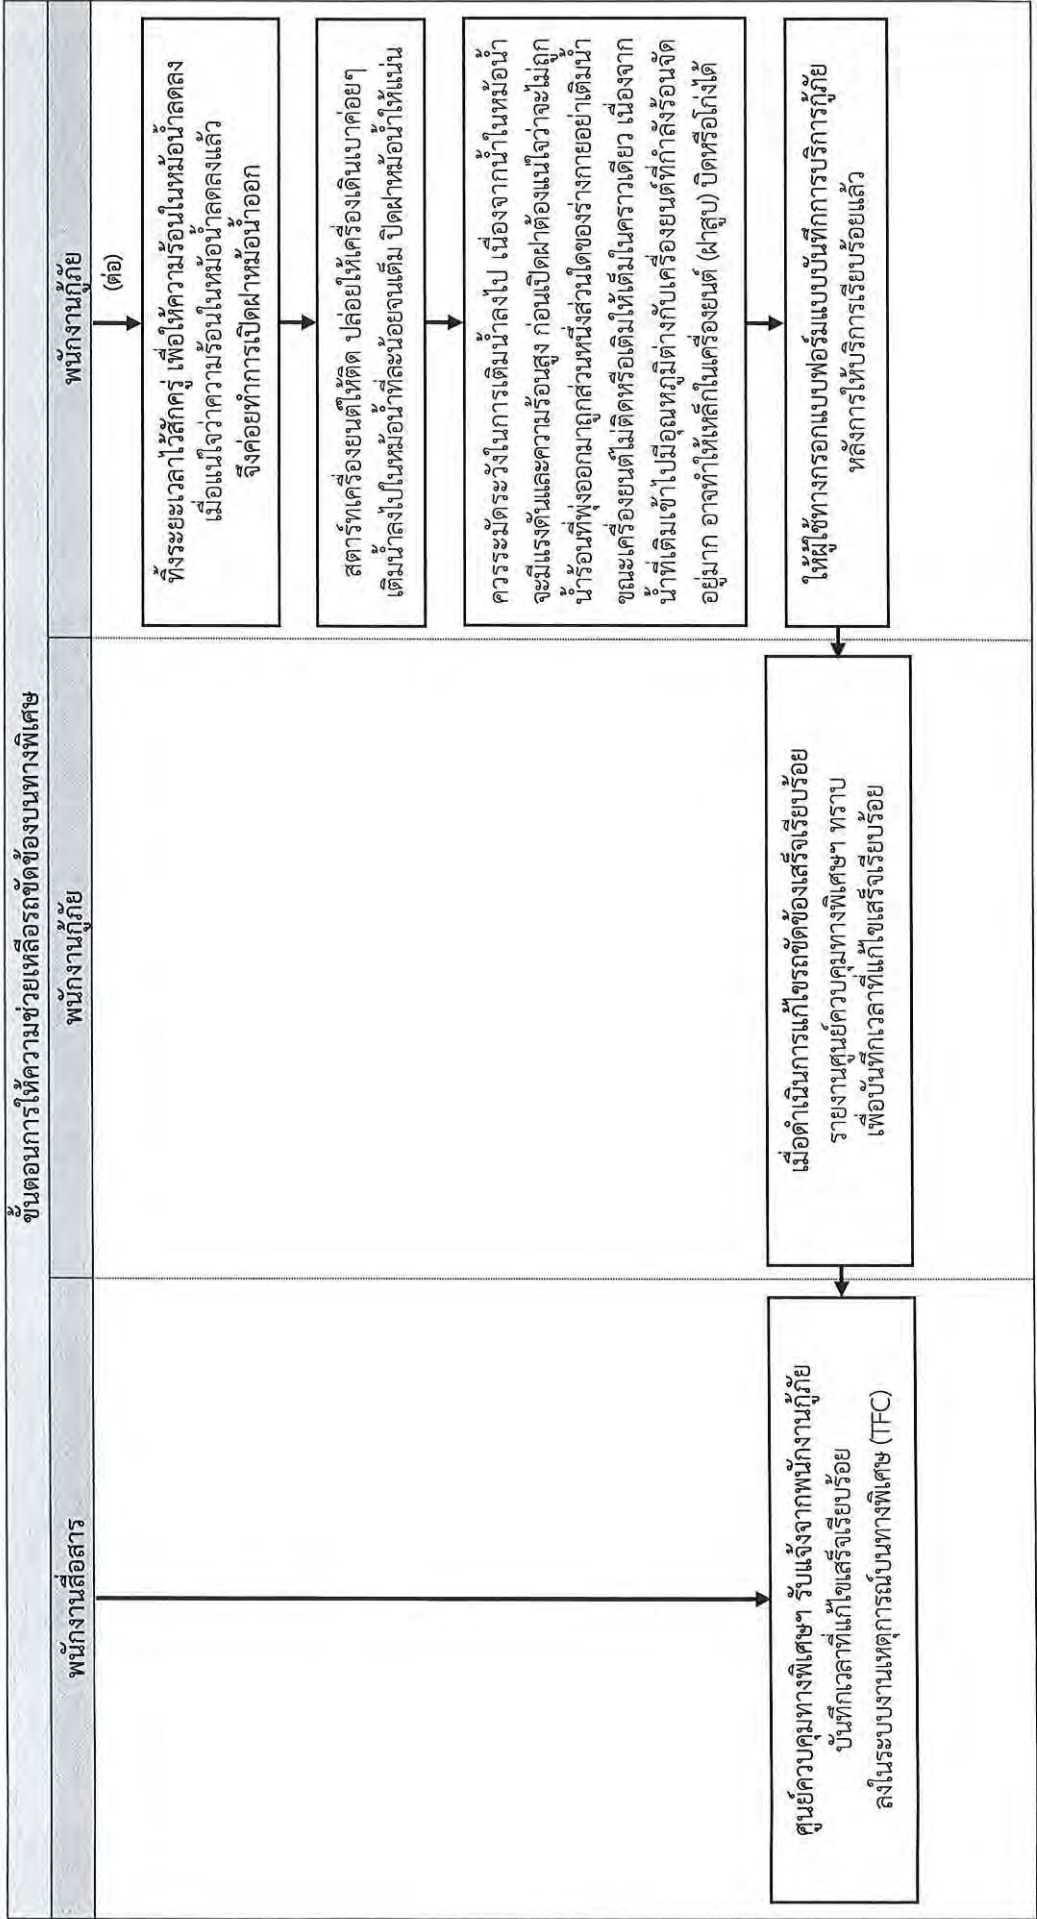 ขั้นตอนการให้ความช่วยเหลือรถขัดข้องบนทางพิเศษ
พนักงานสื่อสาร
พนักงานกู้ภัย
พนักงานกู้ภัย
(ต่อ)
ทิ้งระยะเวลาไว้สักครู่ เพื่อให้ความร้อนในหม้อน้ำลดลง
เมื่อแน่ใจว่าความร้อนในหม้อน้ำลดลงแล้ว
จึงค่อยทำการเปิดฝาหม้อน้ำออก
สตาร์ทเครื่องยนต์ให้ติด ปล่อยให้เครื่องเดินเบาค่อยๆ
เติมน้ำลงไปในหม้อน้ำทีละน้อยจนเต็ม ปิดฝาหม้อน้ำให้แน่น
ควรระมัดระวังในการเติมน้ำลงไป เนื่องจากน้ำในหม้อน้ำ
จะมีแรงดันและความร้อนสูง ก่อนเปิดฝาต้องแน่ใจว่าจะไม่ถูก
น้ำร้อนที่พุ่งออกมาถูกส่วนหนึ่งส่วนใดของร่างกายอย่าเติมน้ำ
ขณะเครื่องยนต์ไม่ติดหรือเติมให้เต็มในคราวเดียว เนื่องจาก
น้ำที่เติมเข้าไปมีอุณหภูมิต่างกับเครื่องยนต์ที่กำลังร้อนจัด
อยู่มาก อาจทำให้เหล็กในเครื่องยนต์ (ฝาสูบ) บิดหรือโก่งได้
ให้ผู้ใช้ทางกรอกแบบฟอร์มแบบบันทึกการบริการกู้ภัย
หลังการให้บริการเรียบร้อยแล้ว
เมื่อดำเนินการแก้ไขรถขัดข้องเสร็จเรียบร้อย
รายงานศูนย์ควบคุมทางพิเศษฯ ทราบ
เพื่อบันทึกเวลาที่แก้ไขเสร็จเรียบร้อย
ศูนย์ควบคุมทางพิเศษฯ รับแจ้งจากพนักงานกู้ภัย
บันทึกเวลาที่แก้ไขเสร็จเรียบร้อย
ลงในระบบงานเหตุการณ์บนทางพิเศษ (TFC)